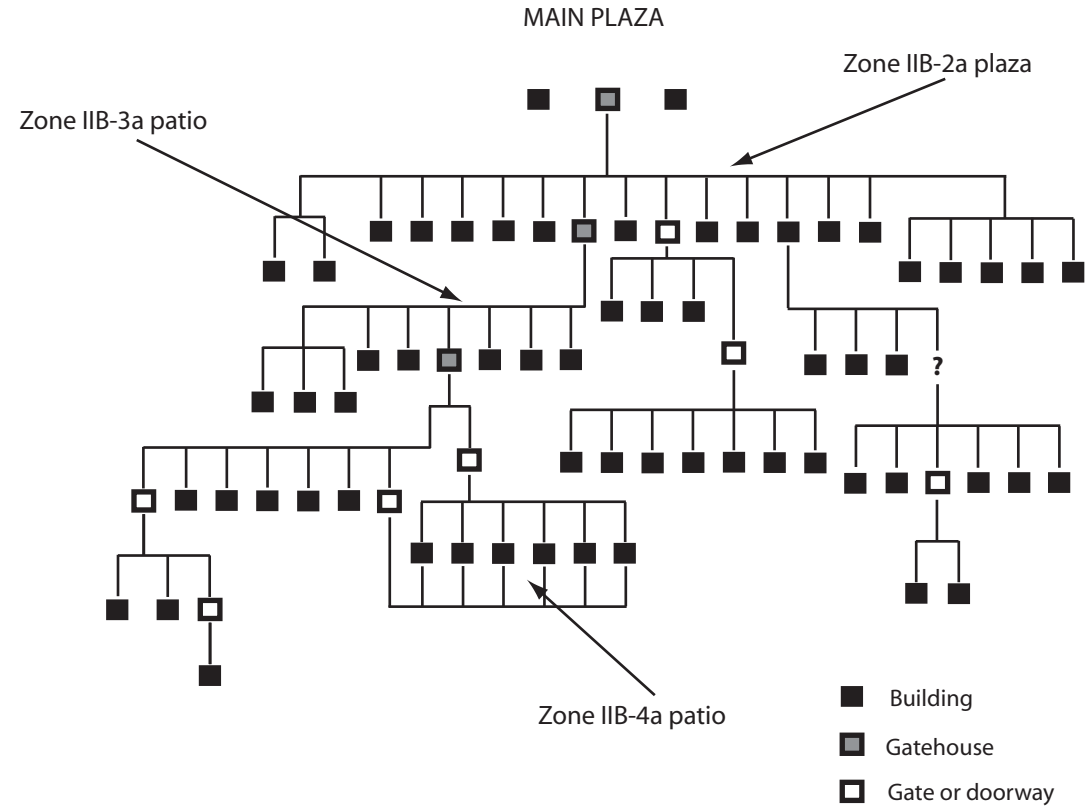 MAIN PLAZA
Zone IIB-2a plaza
Zone IIB-3a patio
?
Zone IIB-4a patio
Building
Gatehouse
Gate or doorway